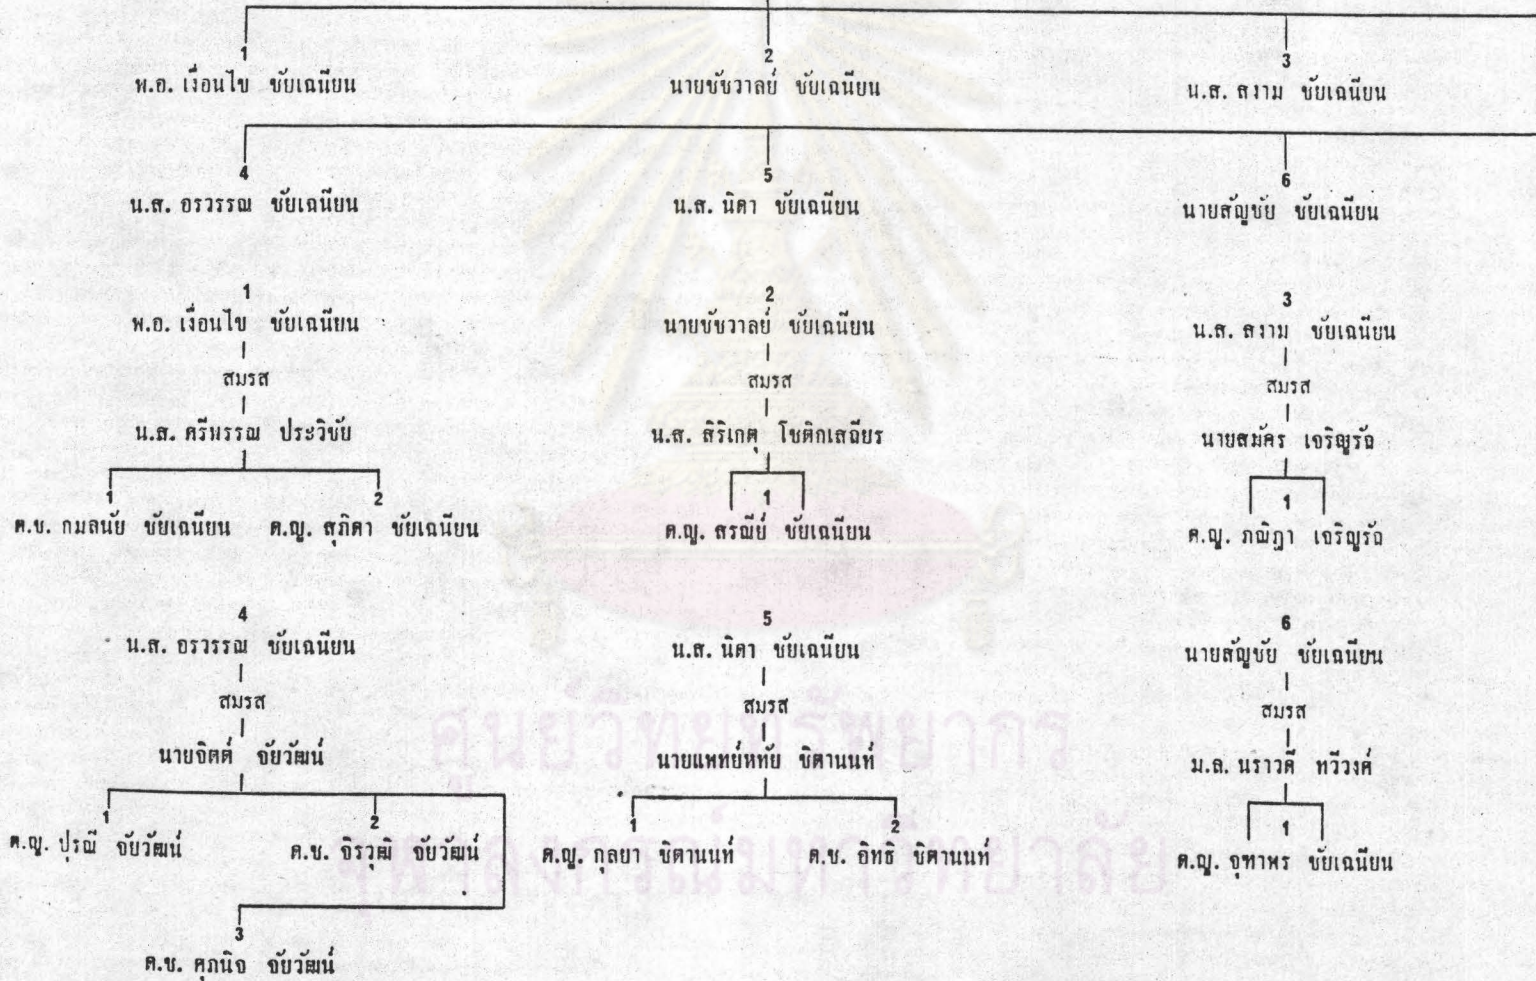 1 2 3
พ.อ. เงื่อนไข ชัยเฉนียน นายชัชวาลย์ ชัยเฉนียน น.ส. สงาม ชัยเฉนียน
4 5 6
น.ส. อรวรรณ ชัยเฉนียน น.ส. นิดา ชัยเฉนียน นายสัญชัย ชัยเฉนียน
1 2 3
พ.อ. เงื่อนไข ชัยเฉนียน นายชัชวาลย์ ชัยเฉนียน น.ส. สงาม ชัยเฉนียน
สมรส สมรส สมรส
น.ส. ศรีพรรณ ประวิชัย น.ส. สิริเกตุ โชติกเสถียร นายสมัคร เจริญรัถ
1 2 1 1
ด.ช. กมลนัย ชัยเฉนียน ด.ญ. สุภิดา ชัยเฉนียน ด.ญ. สรณีย์ ชัยเฉนียน ด.ญ. ภณิฎา เจริญรัถ
4 5 6
น.ส. อรวรรณ ชัยเฉนียน น.ส. นิดา ชัยเฉนียน นายสัญชัย ชัยเฉนียน
สมรส สมรส สมรส
นายจิตต์ จัยวัฒน์ นายแพทย์หทัย ชิตานนท์ ม.ล. นราวดี ทวีวงศ์
1 2 1 2 1
ด.ญ. ปุรณี จัยวัฒน์ ด.ช. จิรวุฒิ จัยวัฒน์ ด.ญ. กุลยา ชิตานนท์ ด.ช. อิทธิ ชิตานนท์ ด.ญ. จุฑาพร ชัยเฉนียน
3
ด.ช. ศุภนิจ จัยวัฒน์
ศูนย์วิทยทรัพยากร
จุฬาลงกรณ์มหาวิทยาลัย